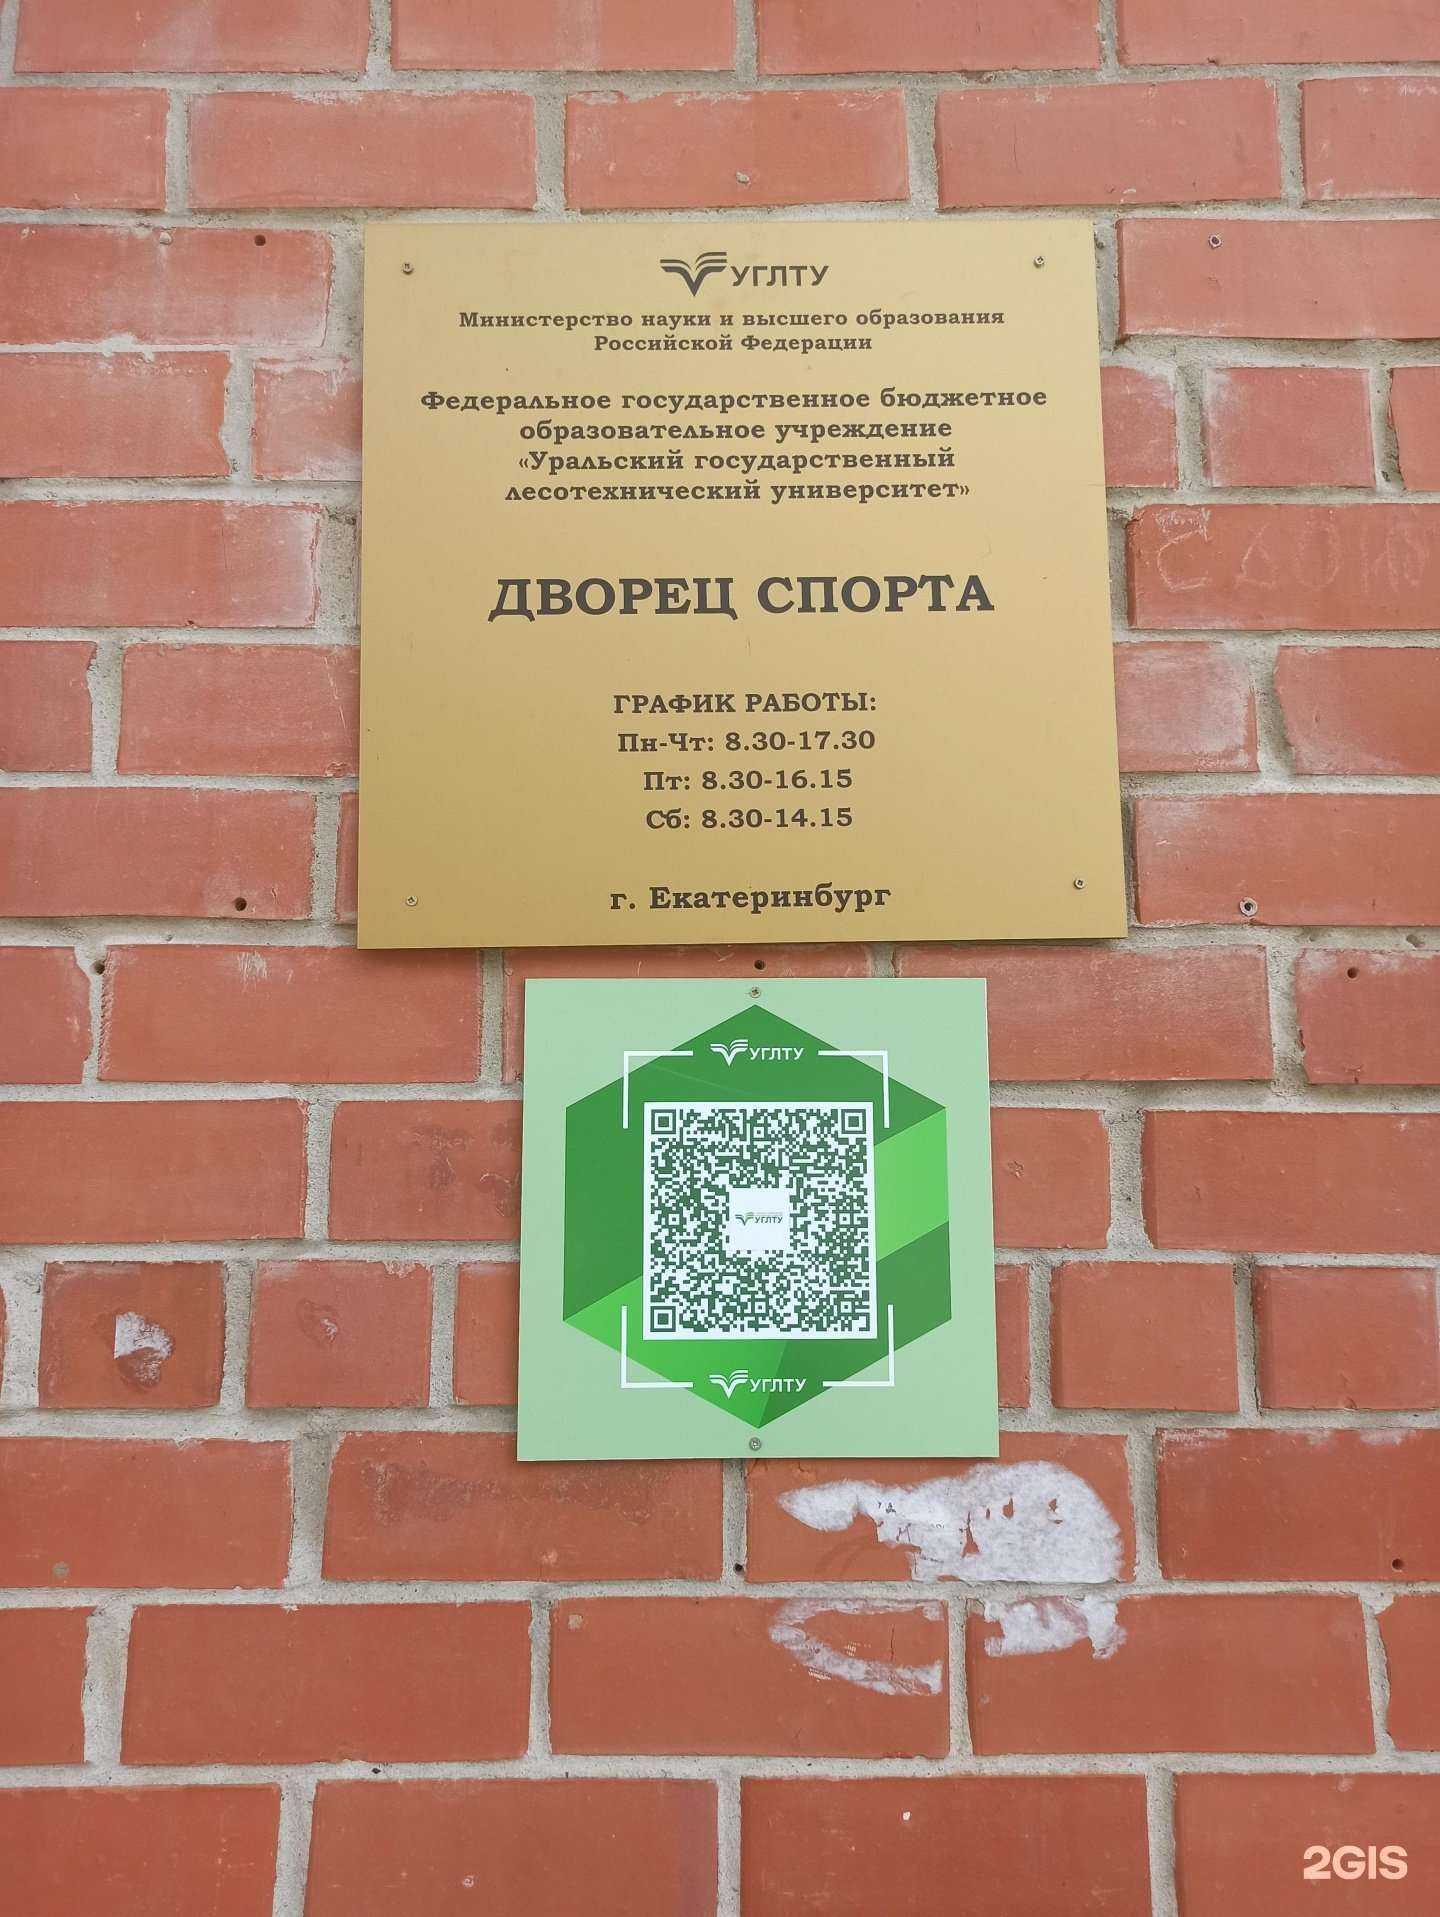 УГЛТУ
Министерство науки и высшего образования
Российской Федерации
Федеральное государственное бюджетное
образовательное учреждение
«Уральский государственный
лесотехнический университет»
ДВОРЕЦ СПОРТА
ГРАФИК РАБОТЫ:
Пн-Чт: 8.30-17.30
Пт: 8.30-16.15
Сб: 8.30-14.15
г. Екатеринбург
УГЛТУ
УГЛТУ
УГЛТУ
2GIS